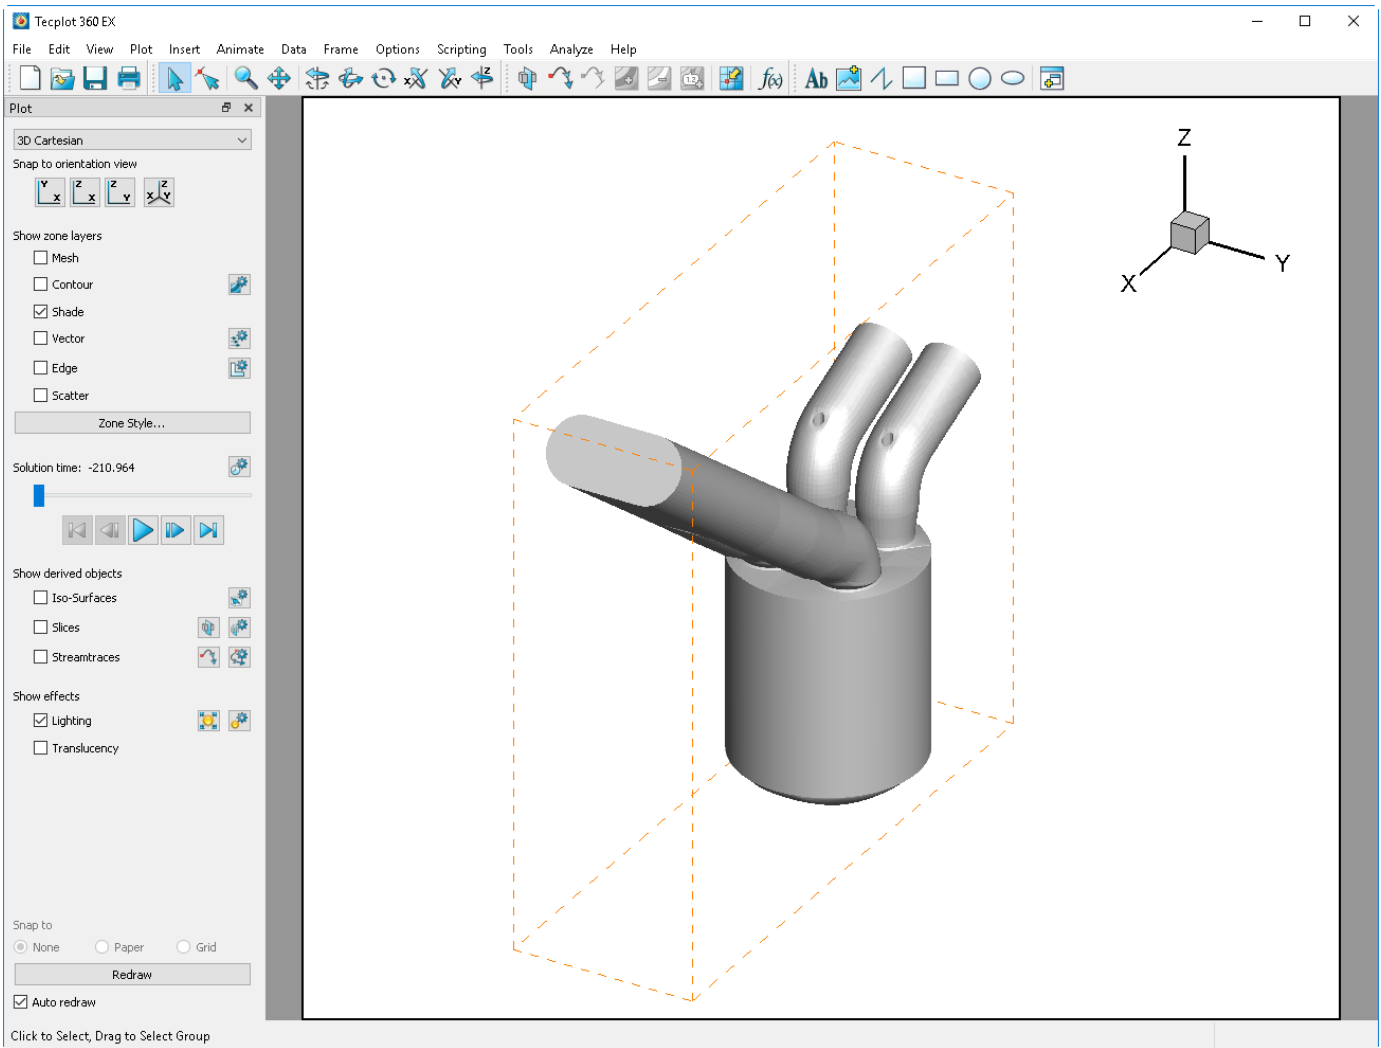 Tecplot 360 EX
File Edit View Plot Insert Animate Data Frame Options Scripting Tools Analyze Help
1.2
f(x)
Ab
Plot
3D Cartesian
Snap to orientation view
Y X Z X Z Y X Z Y
Show zone layers
Mesh
Contour
Shade
Vector
Edge
Scatter
Zone Style...
Solution time: -210.964
Show derived objects
Iso-Surfaces
Slices
Streamtraces
Show effects
Lighting
Translucency
Snap to
None Paper Grid
Redraw
Auto redraw
Click to Select, Drag to Select Group
Z
X
Y